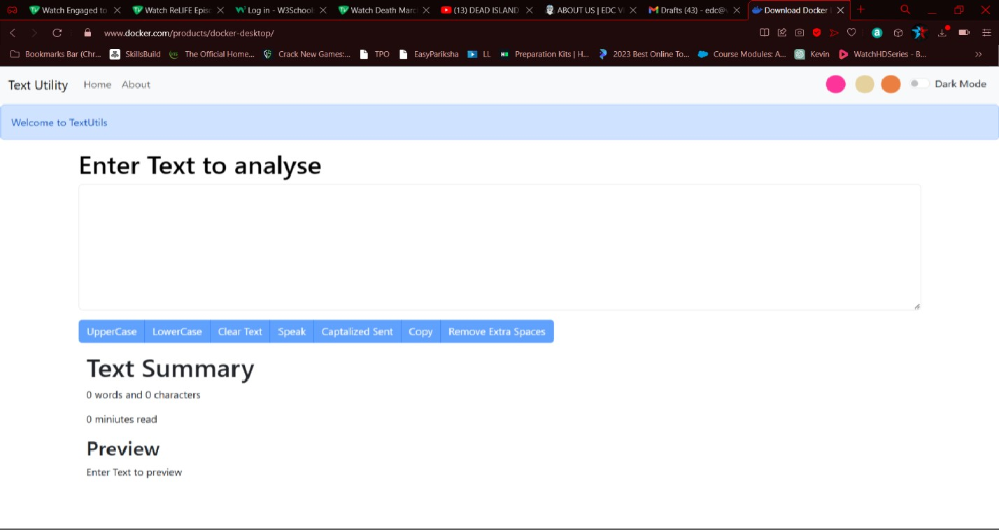 Watch Engaged to Watch ReLIFE Episo Log in - W3School Watch Death Marc (13) DEAD ISLAND ABOUT US | EDC VI Drafts (43) - edc@v Download Docker
www.docker.com/products/docker-desktop/
Bookmarks Bar (Chr... SkillsBuild The Official Home... Crack New Games:... TPO EasyPariksha LL Preparation Kits | H... 2023 Best Online To... Course Modules: A... Kevin WatchHDSeries - B...
Text Utility Home About Dark Mode
Welcome to TextUtils
Enter Text to analyse
UpperCase LowerCase Clear Text Speak Captalized Sent Copy Remove Extra Spaces
Text Summary
0 words and 0 characters
0 miniutes read
Preview
Enter Text to preview